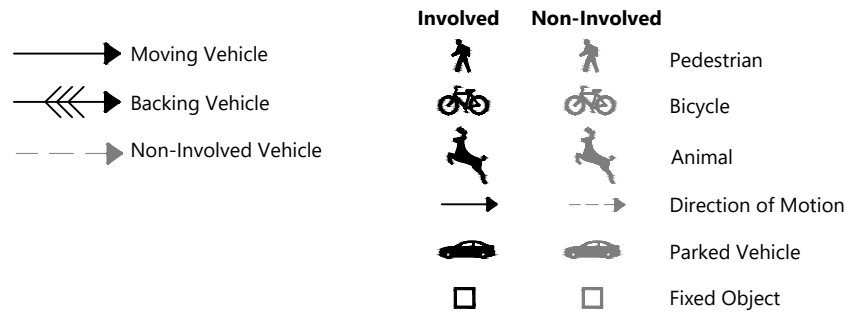 Involved Non-Involved
Moving Vehicle
Pedestrian
Backing Vehicle
Bicycle
Non-Involved Vehicle
Animal
Direction of Motion
Parked Vehicle
Fixed Object